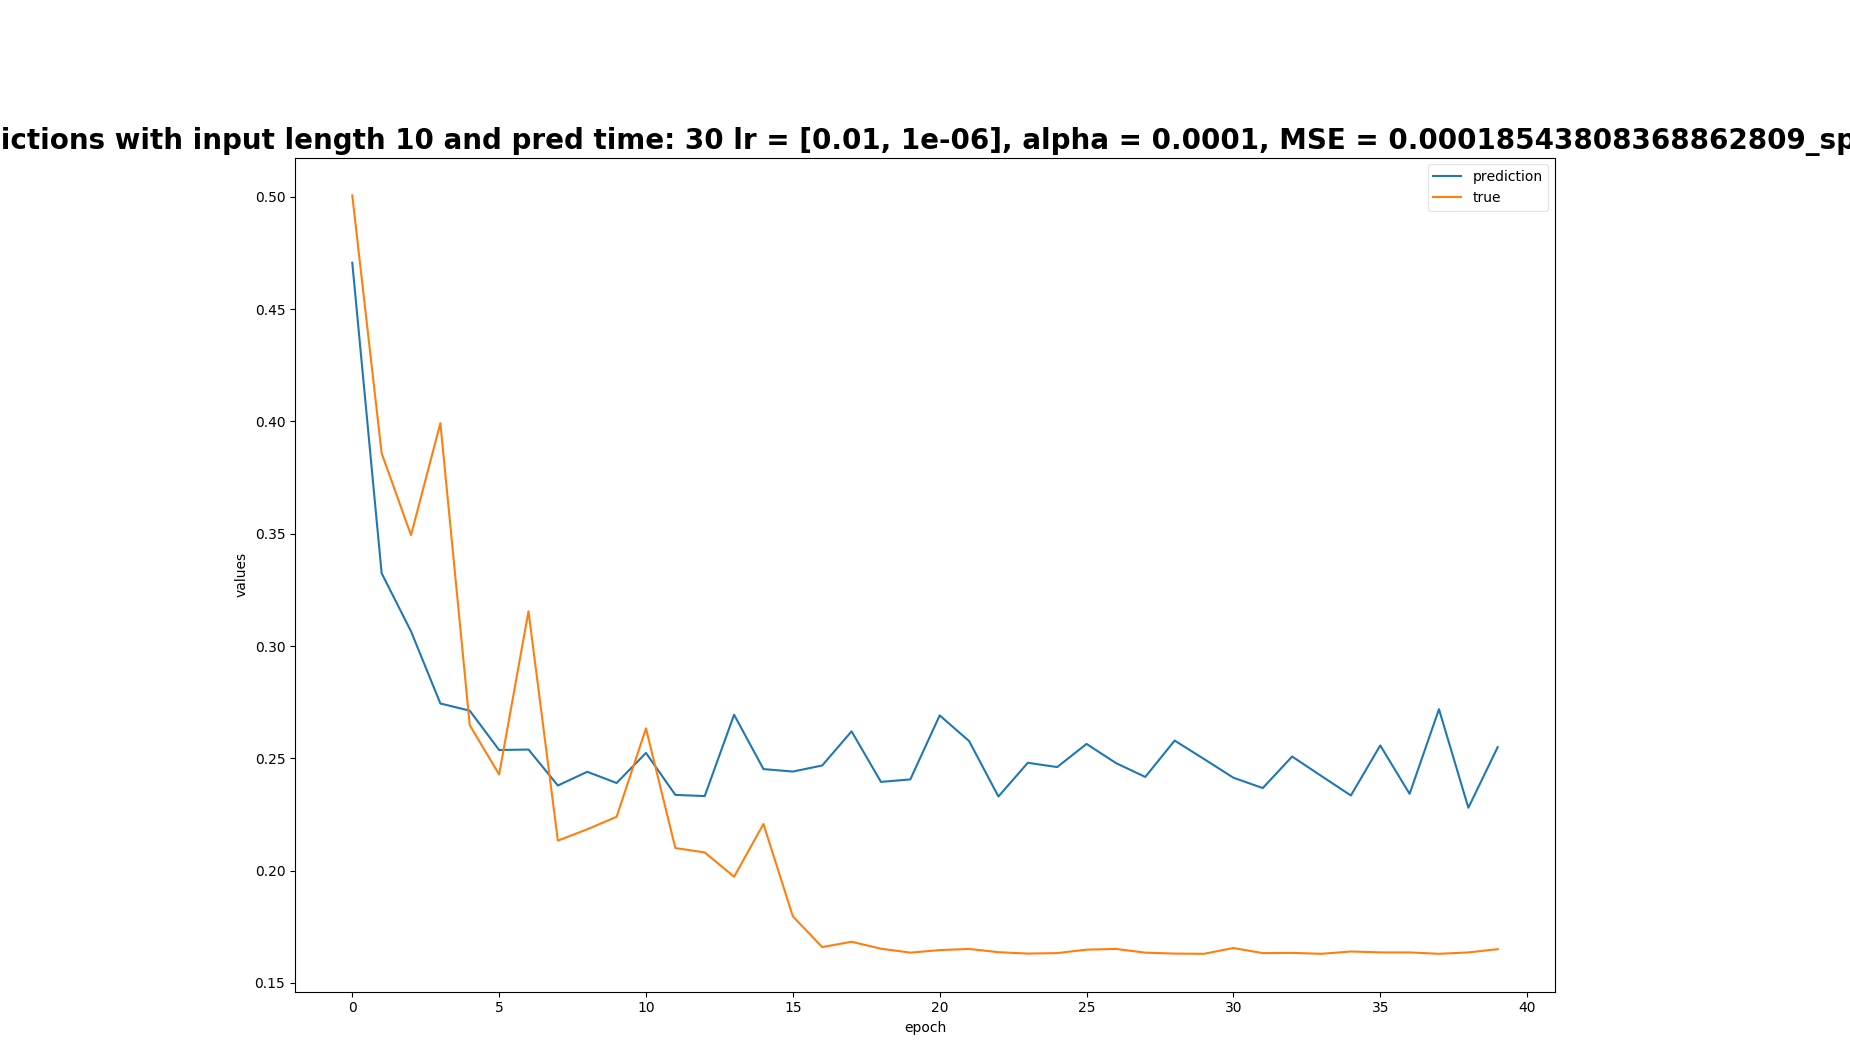 ictions with input length 10 and pred time: 30 lr = [0.01, 1e-06], alpha = 0.0001, MSE = 0.00018543808368862809_sp
prediction
true
0.50
0.45
0.40
0.35
0.30
0.25
0.20
0.15
values
0 5 10 15 20 25 30 35 40
epoch